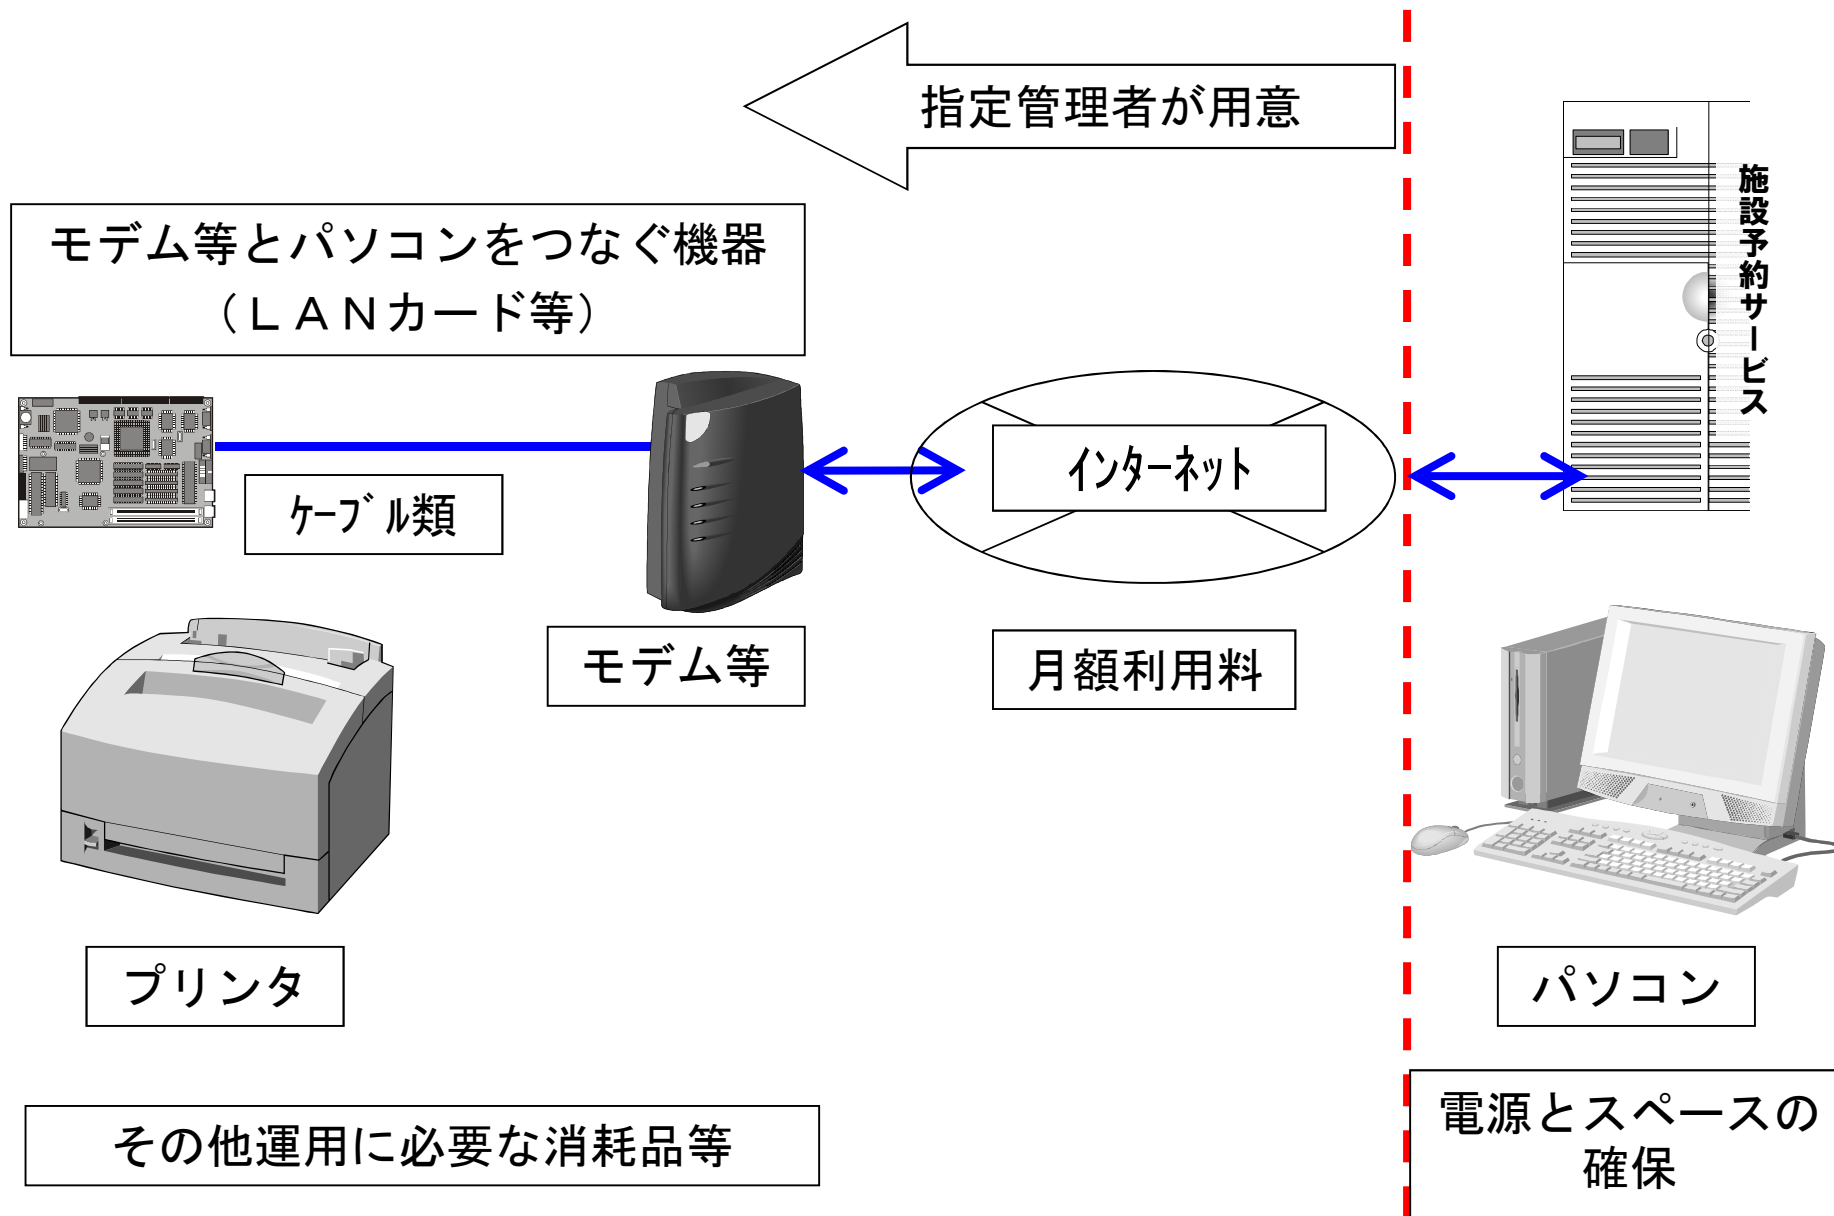 指定管理者が用意
施設予約サービス
モデム等とパソコンをつなぐ機器
（ＬＡＮカード等）
ｲﾝﾀｰﾈｯﾄ
ｹｰﾌﾞﾙ類
モデム等
月額利用料
プリンタ
パソコン
その他運用に必要な消耗品等
電源とスペースの
確保